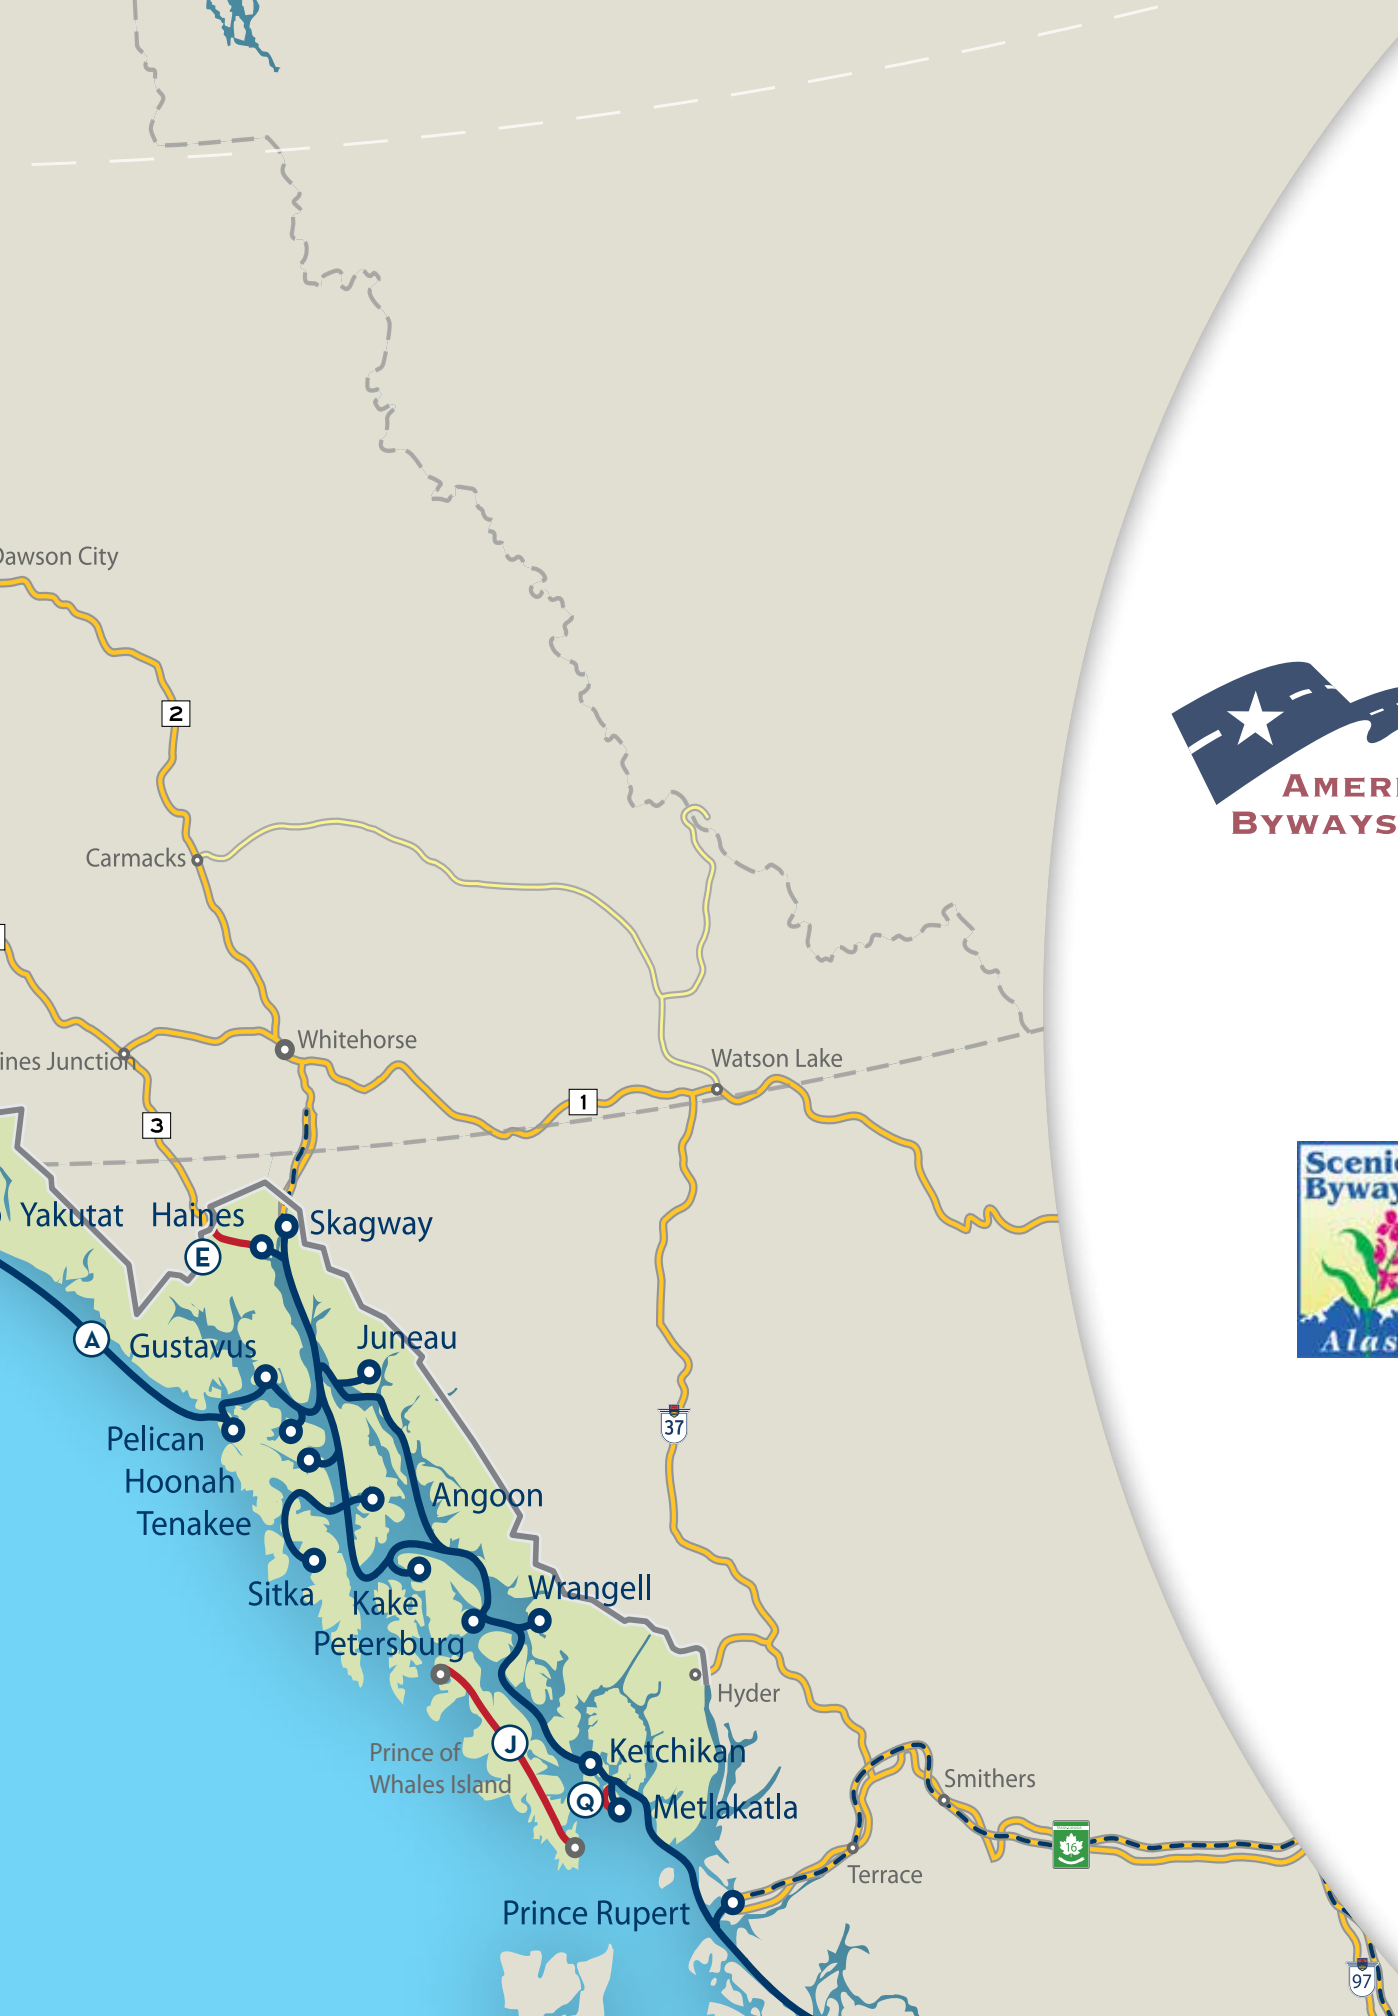 Dawson City
2
AMERI
BYWAYS
Carmacks
Whitehorse
Watson Lake
ines Junction
1
3
Scenic
Byway
Alas
Yakutat
Haines
Skagway
E
A
Gustavus
Juneau
37
Pelican
Hoonah
Tenakee
Angoon
Sitka
Kake
Wrangell
Petersburg
Hyder
J
Prince of
Whales Island
Ketchikan
Smithers
Q
Metlakatla
16
Terrace
Prince Rupert
97